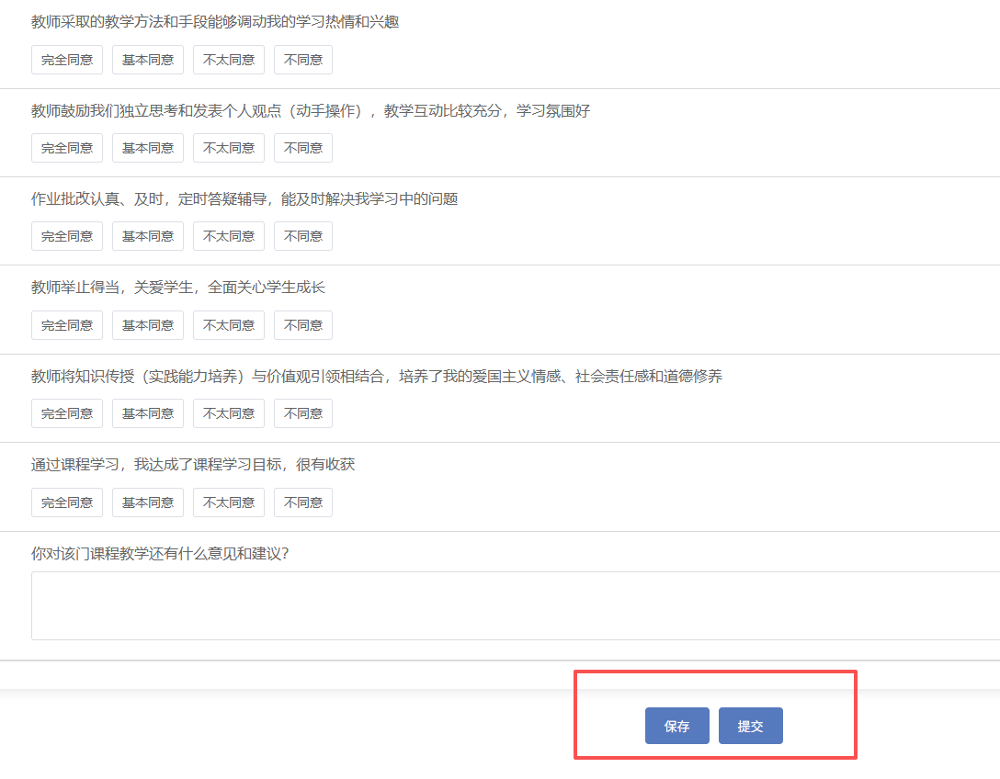 教师采取的教学方法和手段能够调动我的学习热情和兴趣
完全同意 基本同意 不太同意 不同意
教师鼓励我们独立思考和发表个人观点（动手操作），教学互动比较充分，学习氛围好
完全同意 基本同意 不太同意 不同意
作业批改认真、及时，定时答疑辅导，能及时解决我学习中的问题
完全同意 基本同意 不太同意 不同意
教师举止得当，关爱学生，全面关心学生成长
完全同意 基本同意 不太同意 不同意
教师将知识传授（实践能力培养）与价值观引领相结合，培养了我的爱国主义情感、社会责任感和道德修养
完全同意 基本同意 不太同意 不同意
通过课程学习，我达成了课程学习目标，很有收获
完全同意 基本同意 不太同意 不同意
你对该门课程教学还有什么意见和建议？
保存 提交